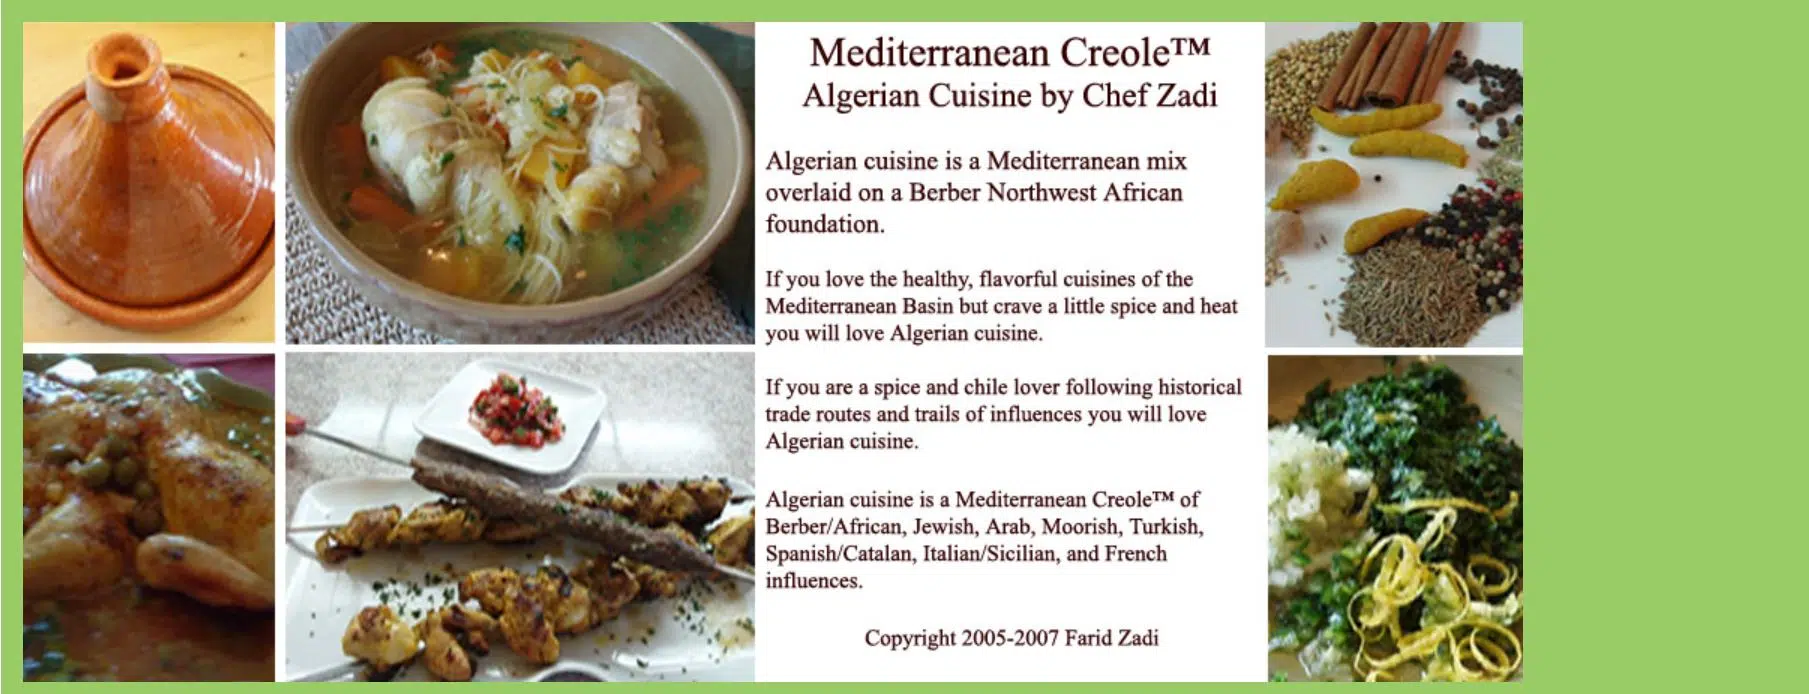 Mediterranean Creole™
Algerian Cuisine by Chef Zadi
Algerian cuisine is a Mediterranean mix
overlaid on a Berber Northwest African
foundation.
If you love the healthy, flavorful cuisines of the
Mediterranean Basin but crave a little spice and heat
you will love Algerian cuisine.
If you are a spice and chile lover following historical
trade routes and trails of influences you will love
Algerian cuisine.
Algerian cuisine is a Mediterranean Creole™ of
Berber/African, Jewish, Arab, Moorish, Turkish,
Spanish/Catalan, Italian/Sicilian, and French
influences.
Copyright 2005-2007 Farid Zadi